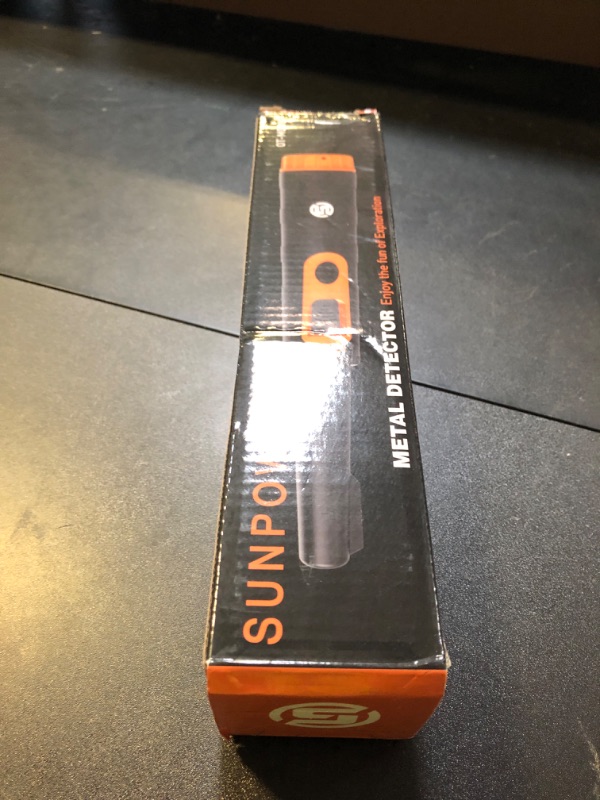 SUNPOW
METAL DETECTOR Enjoy the fun of Exploration